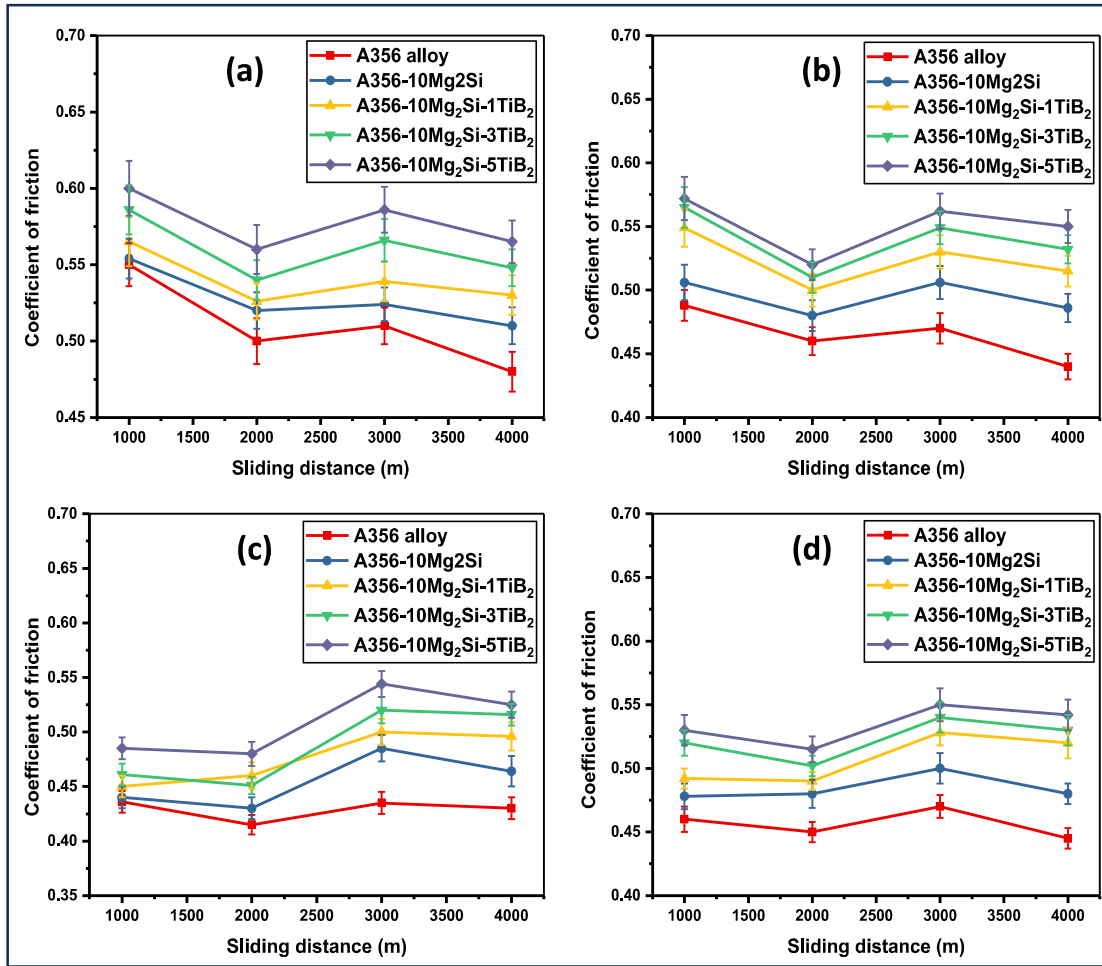 (a)
A356 alloy
A356-10Mg2Si
A356-10Mg₂Si-1TiB₂
A356-10Mg₂Si-3TiB₂
A356-10Mg₂Si-5TiB₂
Coefficient of friction
0.70
0.65
0.60
0.55
0.50
0.45
1000 1500 2000 2500 3000 3500 4000
Sliding distance (m)
(b)
A356 alloy
A356-10Mg2Si
A356-10Mg₂Si-1TiB₂
A356-10Mg₂Si-3TiB₂
A356-10Mg₂Si-5TiB₂
Coefficient of friction
0.70
0.65
0.60
0.55
0.50
0.45
0.40
1000 1500 2000 2500 3000 3500 4000
Sliding distance (m)
(c)
A356 alloy
A356-10Mg2Si
A356-10Mg₂Si-1TiB₂
A356-10Mg₂Si-3TiB₂
A356-10Mg₂Si-5TiB₂
Coefficient of friction
0.70
0.65
0.60
0.55
0.50
0.45
0.40
0.35
1000 1500 2000 2500 3000 3500 4000
Sliding distance (m)
(d)
A356 alloy
A356-10Mg2Si
A356-10Mg₂Si-1TiB₂
A356-10Mg₂Si-3TiB₂
A356-10Mg₂Si-5TiB₂
Coefficient of friction
0.70
0.65
0.60
0.55
0.50
0.45
0.40
1000 1500 2000 2500 3000 3500 4000
Sliding distance (m)